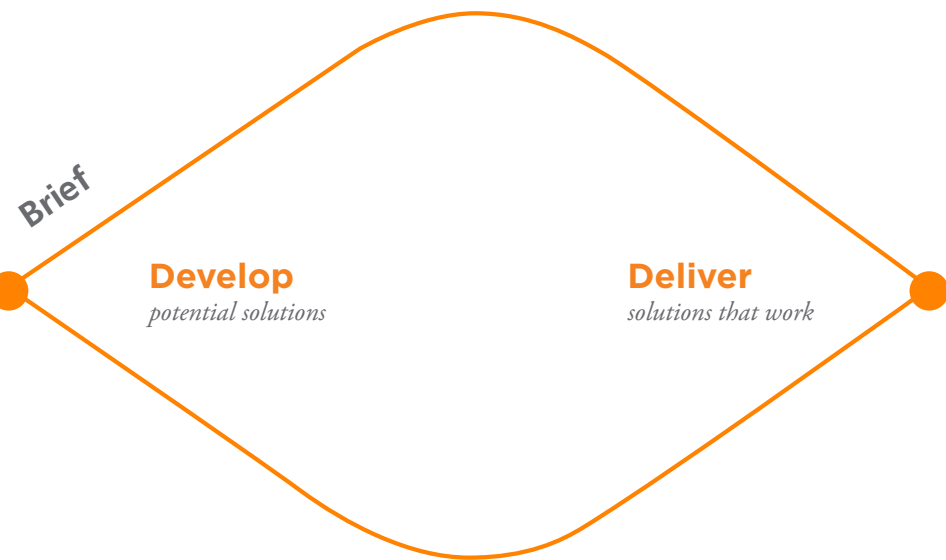 Brief
Develop
potential solutions
Deliver
solutions that work